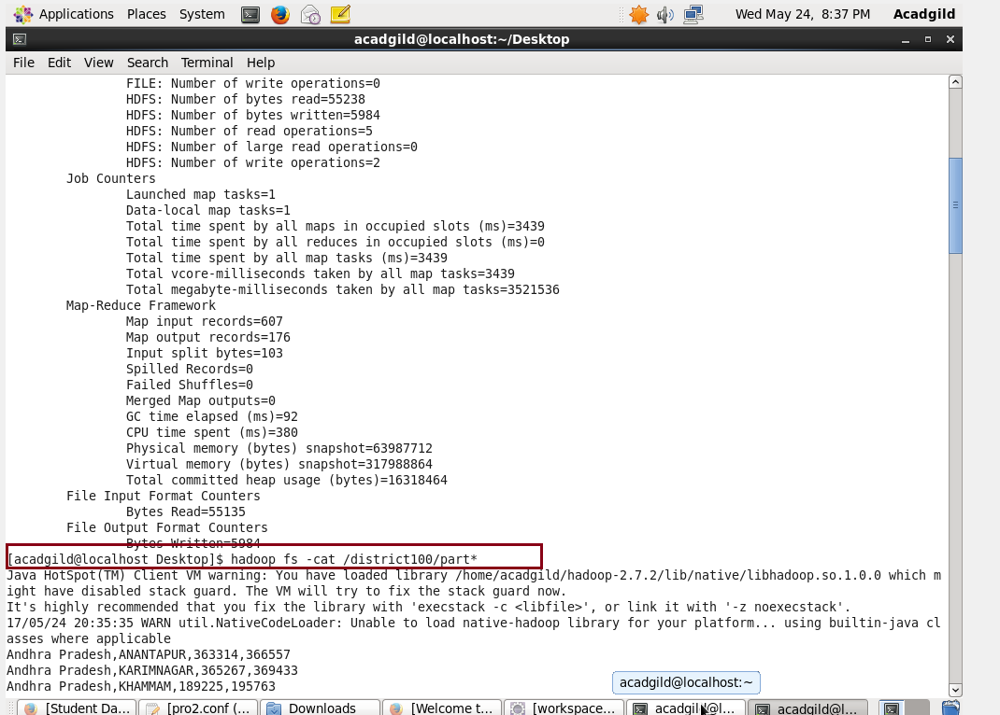 Applications Places System Wed May 24, 8:37 PM Acadgild
acadgild@localhost:~/Desktop
File Edit View Search Terminal Help
FILE: Number of write operations=0
HDFS: Number of bytes read=55238
HDFS: Number of bytes written=5984
HDFS: Number of read operations=5
HDFS: Number of large read operations=0
HDFS: Number of write operations=2
Job Counters
Launched map tasks=1
Data-local map tasks=1
Total time spent by all maps in occupied slots (ms)=3439
Total time spent by all reduces in occupied slots (ms)=0
Total time spent by all map tasks (ms)=3439
Total vcore-milliseconds taken by all map tasks=3439
Total megabyte-milliseconds taken by all map tasks=3521536
Map-Reduce Framework
Map input records=607
Map output records=176
Input split bytes=103
Spilled Records=0
Failed Shuffles=0
Merged Map outputs=0
GC time elapsed (ms)=92
CPU time spent (ms)=380
Physical memory (bytes) snapshot=63987712
Virtual memory (bytes) snapshot=317988864
Total committed heap usage (bytes)=16318464
File Input Format Counters
Bytes Read=55135
File Output Format Counters
Bytes Written=5984
[acadgild@localhost Desktop]$ hadoop fs -cat /district100/part*
Java HotSpot(TM) Client VM warning: You have loaded library /home/acadgild/hadoop-2.7.2/lib/native/libhadoop.so.1.0.0 which m
ight have disabled stack guard. The VM will try to fix the stack guard now.
It's highly recommended that you fix the library with 'execstack -c <libfile>', or link it with '-z noexecstack'.
17/05/24 20:35:35 WARN util.NativeCodeLoader: Unable to load native-hadoop library for your platform... using builtin-java cl
asses where applicable
Andhra Pradesh,ANANTAPUR,363314,366557
Andhra Pradesh,KARIMNAGAR,365267,369433
Andhra Pradesh,KHAMMAM,189225,195763
acadgild@localhost:~
[Student Da... [pro2.conf (... Downloads [Welcome t... [workspace... acadgild@l... acadgild@l...